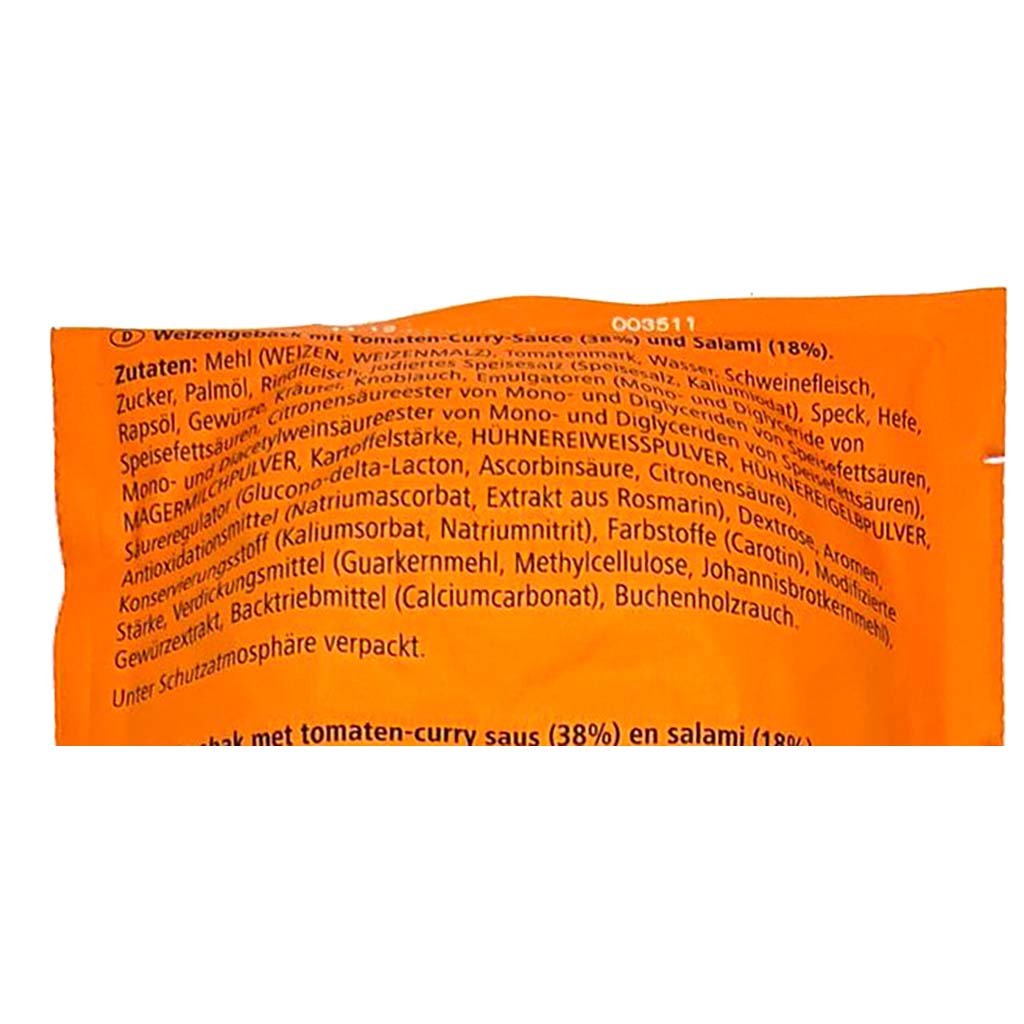 003511
D Weizengebäck mit Tomaten-Curry-Sauce (38%) und Salami (18%).
Zutaten: Mehl (WEIZEN, WEIZENMALZ), Tomatenmark, Wasser, Schweinefleisch,
Zucker, Palmöl, Rindfleisch, Jodiertes Speisesalz (Speisesalz, Kaliumiodat), Speck, Hefe,
Rapsöl, Gewürze, Kräuter, Knoblauch, Emulgatoren (Mono- und Diglyceride von
Speisefettsäuren, Citronensäureester von Mono- und Diglyceriden von Speisefettsäuren,
Mono- und Diacetylweinsäureester von Mono- und Diglyceriden von Speisefettsäuren),
MAGERMILCHPULVER, Kartoffelstärke, HÜHNEREIWEISSPULVER, HÜHNEREIGELBPULVER,
Säureregulator (Glucono-delta-Lacton, Ascorbinsäure, Citronensäure),
Antioxidationsmittel (Natriumascorbat, Extrakt aus Rosmarin), Dextrose, Aromen,
Konservierungsstoff (Kaliumsorbat, Natriumnitrit), Farbstoffe (Carotin), Modifizierte
Stärke, Verdickungsmittel (Guarkernmehl, Methylcellulose, Johannisbrotkernmehl),
Gewürzextrakt, Backtriebmittel (Calciumcarbonat), Buchenholzrauch.
Unter Schutzatmosphäre verpackt.
met tomaten-curry saus (38%) en salami (18%)